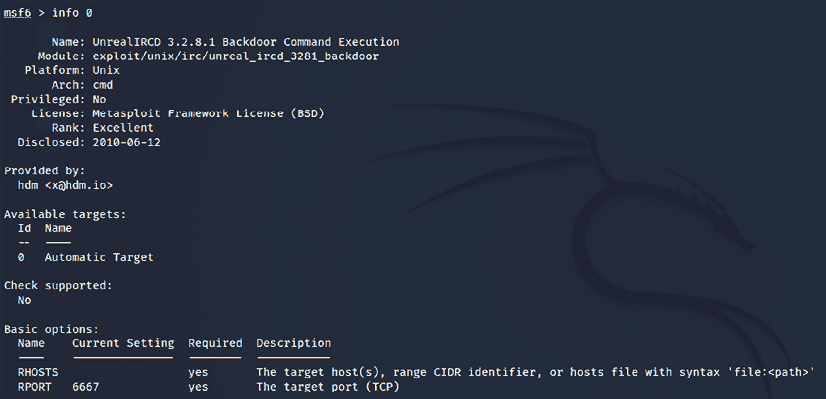 msf6 > info 0
Name: UnrealIRCD 3.2.8.1 Backdoor Command Execution
Module: exploit/unix/irc/unreal_ircd_3281_backdoor
Platform: Unix
Arch: cmd
Privileged: No
License: Metasploit Framework License (BSD)
Rank: Excellent
Disclosed: 2010-06-12
Provided by:
hdm <x@hdm.io>
Available targets:
Id  Name
--  ----
0   Automatic Target
Check supported:
No
Basic options:
Name    Current Setting  Required  Description
----    ---------------  --------  -----------
RHOSTS                   yes       The target host(s), range CIDR identifier, or hosts file with syntax 'file:<path>'
RPORT   6667             yes       The target port (TCP)